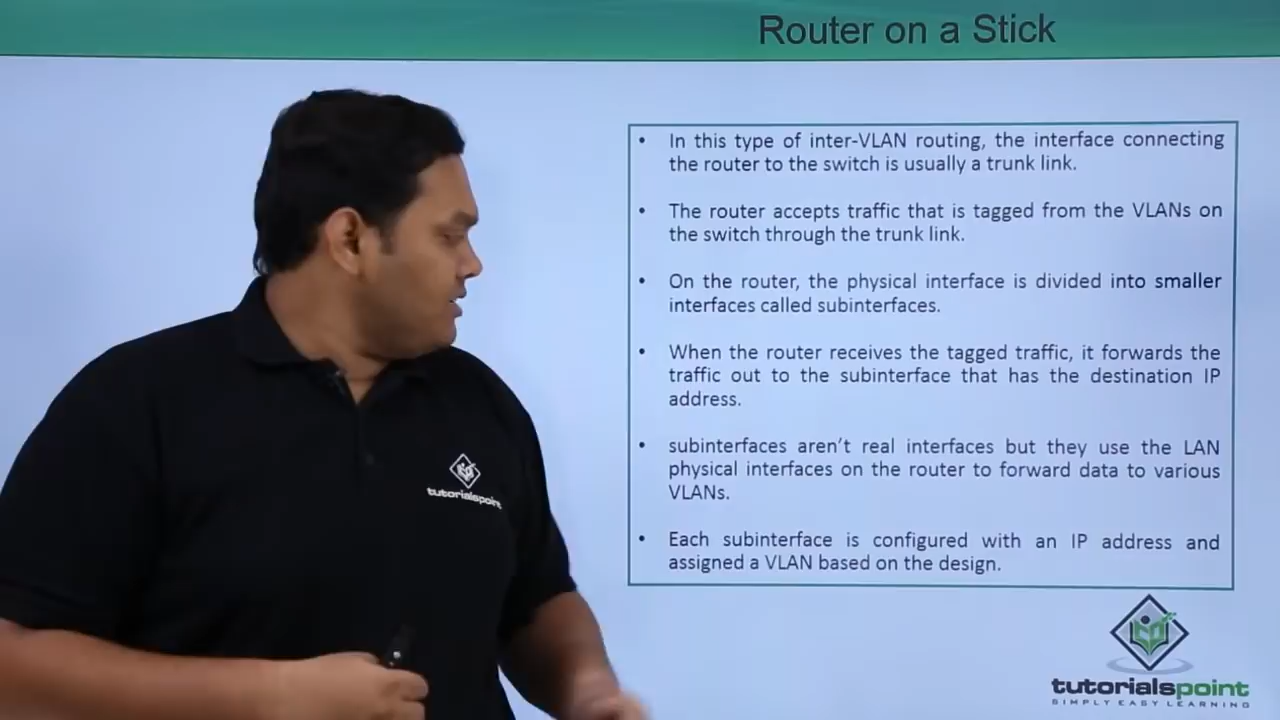 Router on a Stick
• In this type of inter-VLAN routing, the interface connecting
the router to the switch is usually a trunk link.
• The router accepts traffic that is tagged from the VLANs on
the switch through the trunk link.
• On the router, the physical interface is divided into smaller
interfaces called subinterfaces.
• When the router receives the tagged traffic, it forwards the
traffic out to the subinterface that has the destination IP
address.
• subinterfaces aren't real interfaces but they use the LAN
physical interfaces on the router to forward data to various
VLANs.
• Each subinterface is configured with an IP address and
assigned a VLAN based on the design.
tutorialspoint
tutorialspoint
SIMPLY EASY LEARNING